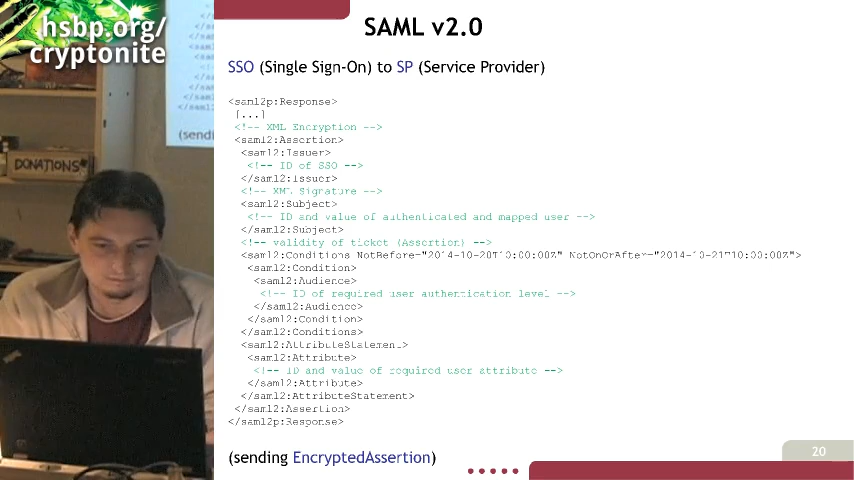 hsbp.org/
cryptonite
DONATIONS
SAML v2.0
SSO (Single Sign-On) to SP (Service Provider)
<saml2p:Response>
[...]
<!-- XML Encryption -->
<saml2:Assertion>
<saml2:Issuer>
<!-- ID of SSO -->
</saml2:Issuer>
<!-- XML Signature -->
<saml2:Subject>
<!-- ID and value of authenticated and mapped user -->
</saml2:Subject>
<!-- validity of ticket (Assertion) -->
<saml2:Conditions NotBefore="2014-10-20T10:00:00Z" NotOnOrAfter="2014-10-21T10:00:00Z">
<saml2:Condition>
<saml2:Audience>
<!-- ID of required user authentication level -->
</saml2:Audience>
</saml2:Condition>
</saml2:Conditions>
<saml2:AttributeStatement>
<saml2:Attribute>
<!-- ID and value of required user attribute -->
</saml2:Attribute>
</saml2:AttributeStatement>
</saml2:Assertion>
</saml2p:Response>
(sending EncryptedAssertion)
20